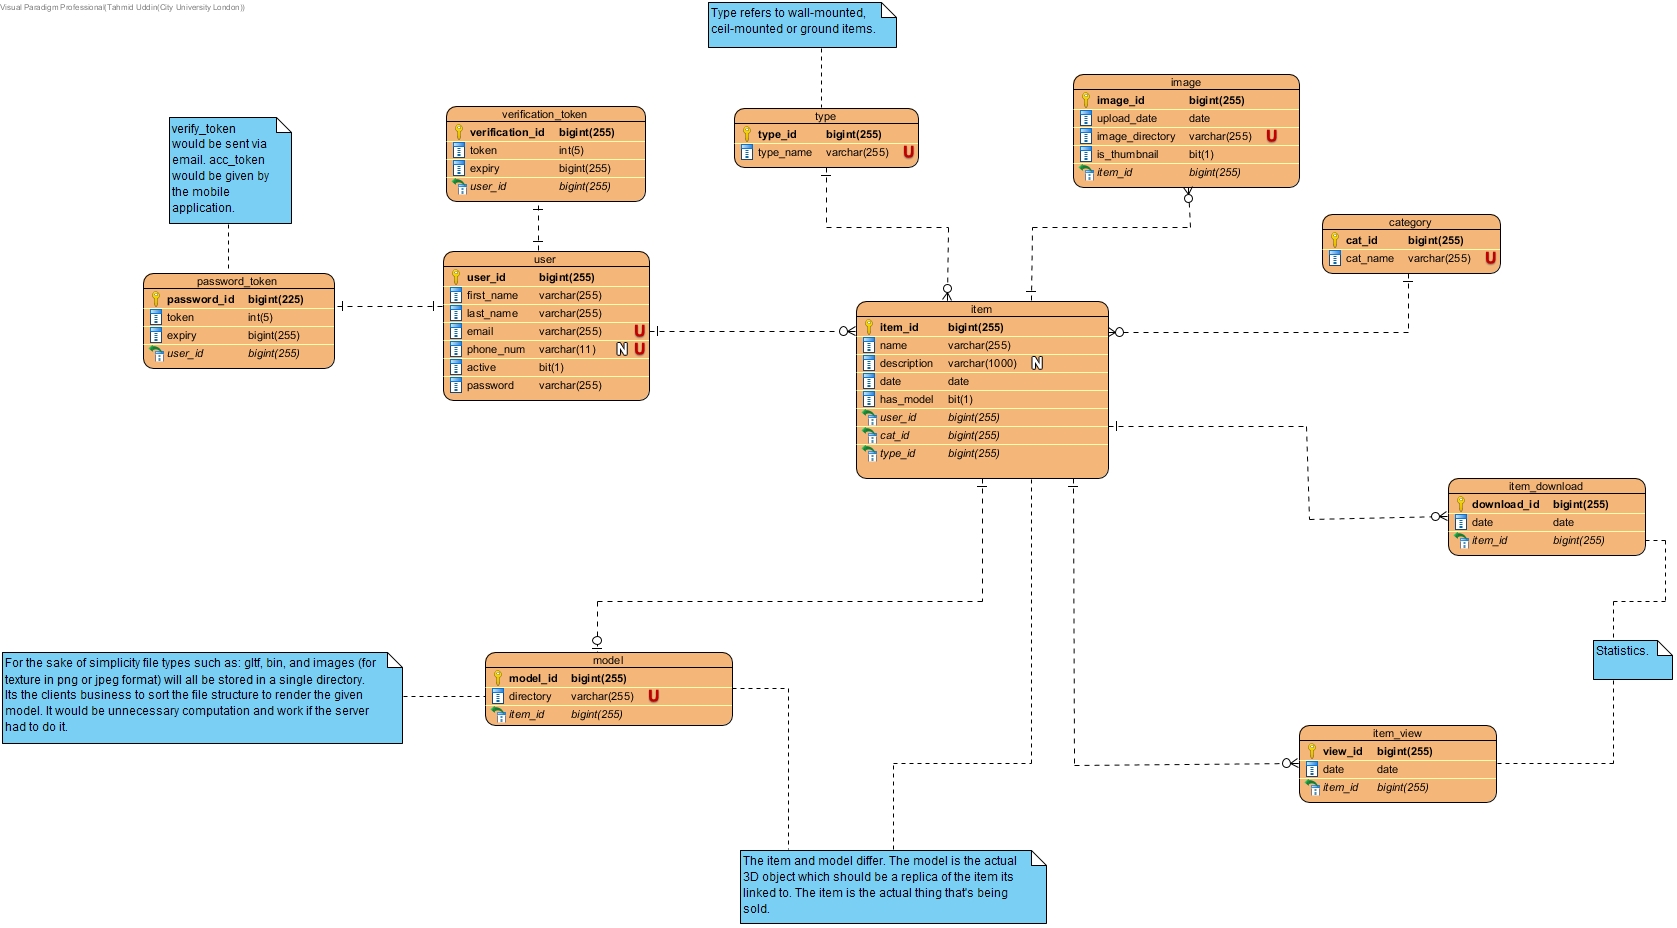 Visual Paradigm Professional(Tahmid Uddin(City University London))
Type refers to wall-mounted,
ceil-mounted or ground items.
image
image_id bigint(255)
upload_date date
image_directory varchar(255) U
is_thumbnail bit(1)
item_id bigint(255)
verification_token
verification_id bigint(255)
token int(5)
expiry bigint(255)
user_id bigint(255)
type
type_id bigint(255)
type_name varchar(255) U
verify_token
would be sent via
email. acc_token
would be given by
the mobile
application.
category
cat_id bigint(255)
cat_name varchar(255) U
password_token
password_id bigint(225)
token int(5)
expiry bigint(255)
user_id bigint(255)
user
user_id bigint(255)
first_name varchar(255)
last_name varchar(255)
email varchar(255) U
phone_num varchar(11) N U
active bit(1)
password varchar(255)
item
item_id bigint(255)
name varchar(255)
description varchar(1000) N
date date
has_model bit(1)
user_id bigint(255)
cat_id bigint(255)
type_id bigint(255)
item_download
download_id bigint(255)
date date
item_id bigint(255)
For the sake of simplicity file types such as: gltf, bin, and images (for
texture in png or jpeg format) will all be stored in a single directory.
Its the clients business to sort the file structure to render the given
model. It would be unnecessary computation and work if the server
had to do it.
model
model_id bigint(255)
directory varchar(255) U
item_id bigint(255)
Statistics.
item_view
view_id bigint(255)
date date
item_id bigint(255)
The item and model differ. The model is the actual
3D object which should be a replica of the item its
linked to. The item is the actual thing that's being
sold.